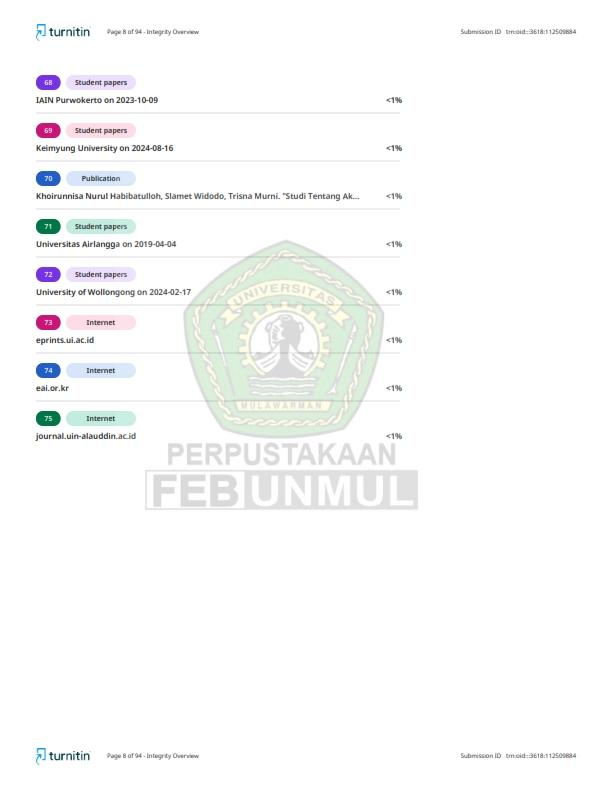 turnitin Page 8 of 94 - Integrity Overview Submission ID trn:oid:::3618:112509884
68 Student papers
IAIN Purwokerto on 2023-10-09 <1%
69 Student papers
Keimyung University on 2024-08-16 <1%
70 Publication
Khoirunnisa Nurul Habibatulloh, Slamet Widodo, Trisna Murni. "Studi Tentang Ak... <1%
71 Student papers
Universitas Airlangga on 2019-04-04 <1%
72 Student papers
University of Wollongong on 2024-02-17 <1%
UNIVERSITAS
73 Internet
eprints.ui.ac.id <1%
74 Internet
eai.or.kr <1%
MULAWARMAN
75 Internet
journal.uin-alauddin.ac.id <1%
PERPUSTAKAAN
FEB UNMUL
turnitin Page 8 of 94 - Integrity Overview Submission ID trn:oid:::3618:112509884